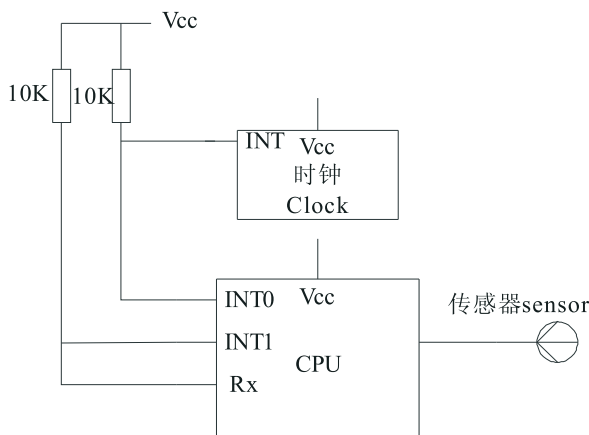 Vcc
10K
10K
INT
Vcc
时钟
Clock
INT0
Vcc
传感器sensor
INT1
CPU
Rx